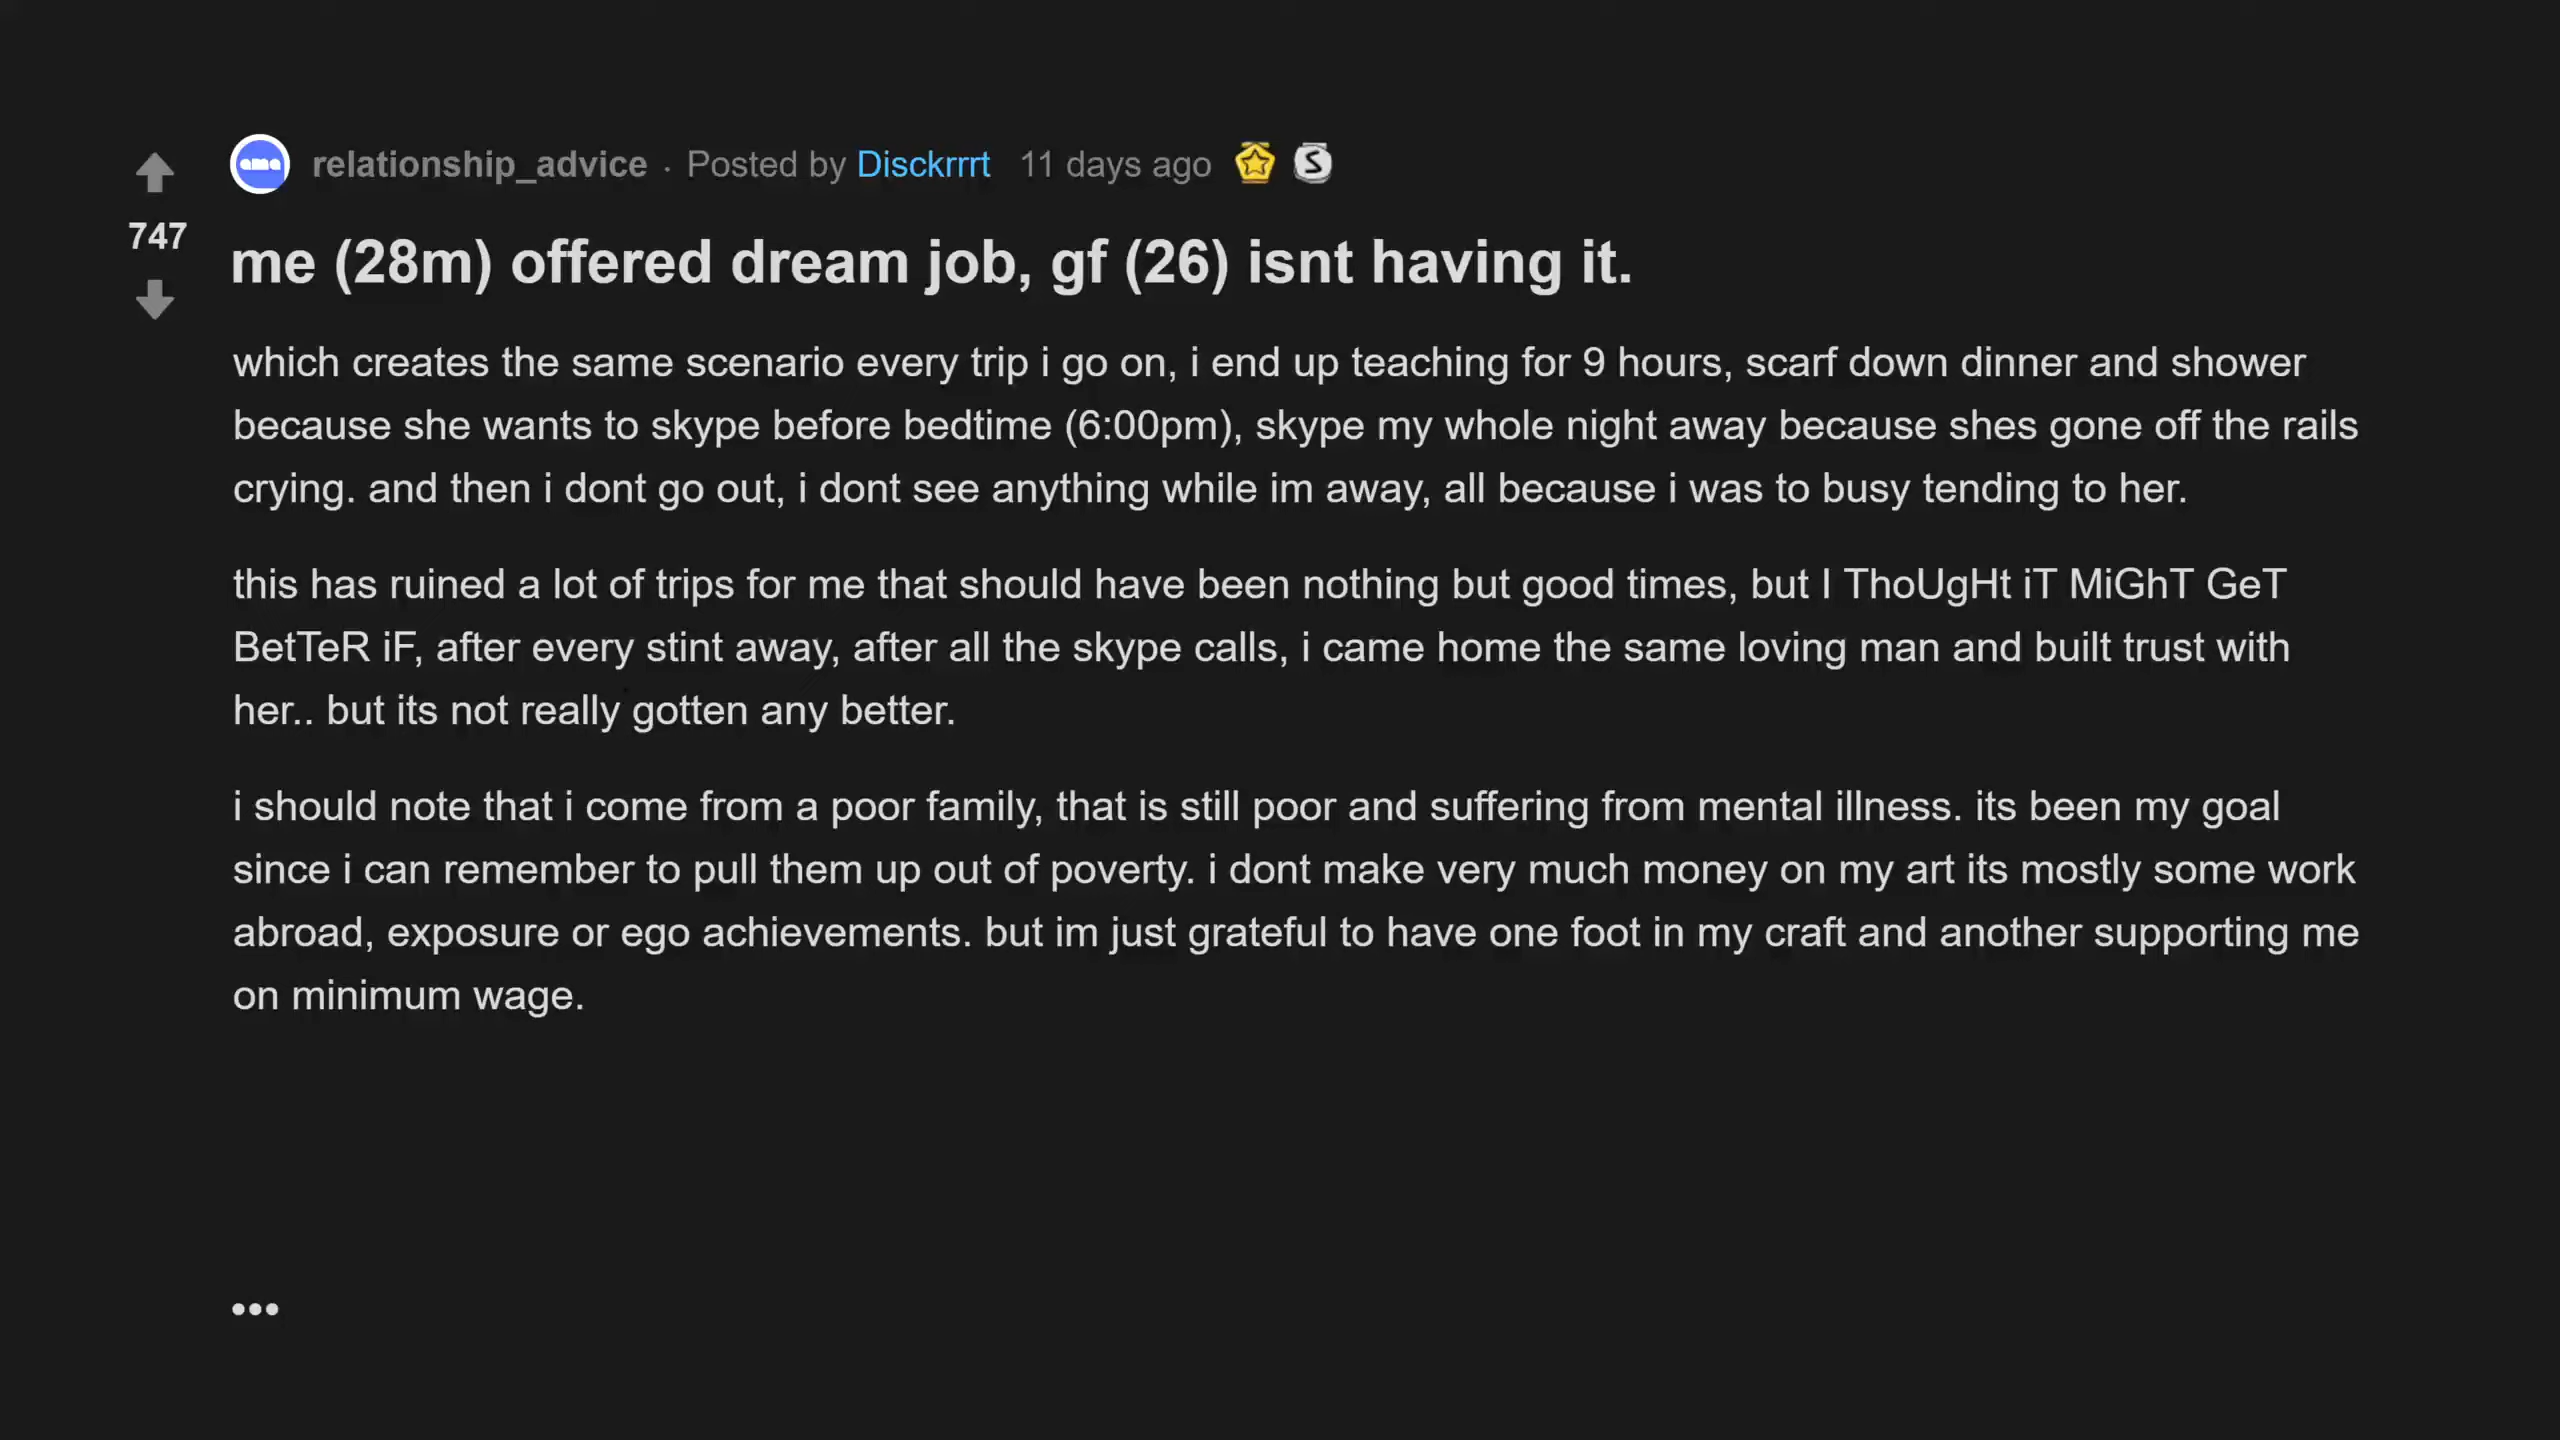 relationship_advice · Posted by Disckrrrt 11 days ago
747
me (28m) offered dream job, gf (26) isnt having it.
which creates the same scenario every trip i go on, i end up teaching for 9 hours, scarf down dinner and shower
because she wants to skype before bedtime (6:00pm), skype my whole night away because shes gone off the rails
crying. and then i dont go out, i dont see anything while im away, all because i was to busy tending to her.
this has ruined a lot of trips for me that should have been nothing but good times, but I ThoUgHt iT MiGhT GeT
BetTeR iF, after every stint away, after all the skype calls, i came home the same loving man and built trust with
her.. but its not really gotten any better.
i should note that i come from a poor family, that is still poor and suffering from mental illness. its been my goal
since i can remember to pull them up out of poverty. i dont make very much money on my art its mostly some work
abroad, exposure or ego achievements. but im just grateful to have one foot in my craft and another supporting me
on minimum wage.
•••